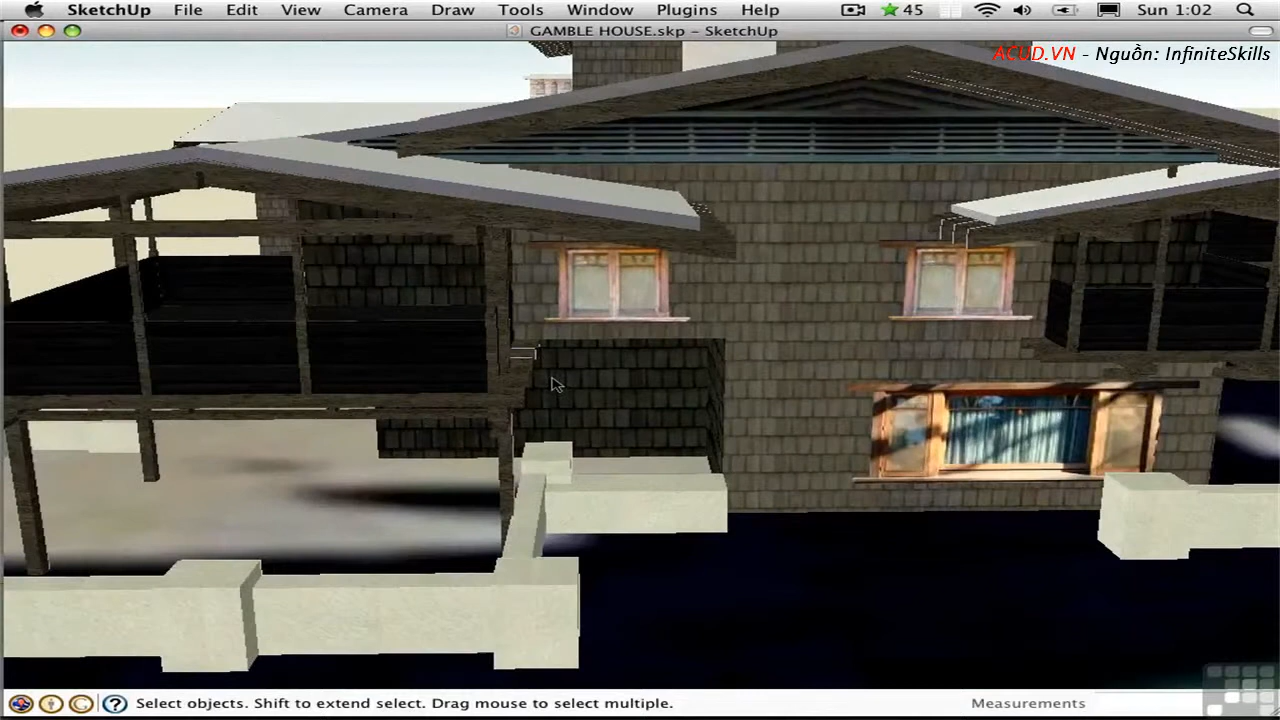 SketchUp File Edit View Camera Draw Tools Window Plugins Help 45 Sun 1:02
GAMBLE HOUSE.skp – SketchUp
ACUD.VN - Nguồn: InfiniteSkills
Select objects. Shift to extend select. Drag mouse to select multiple. Measurements